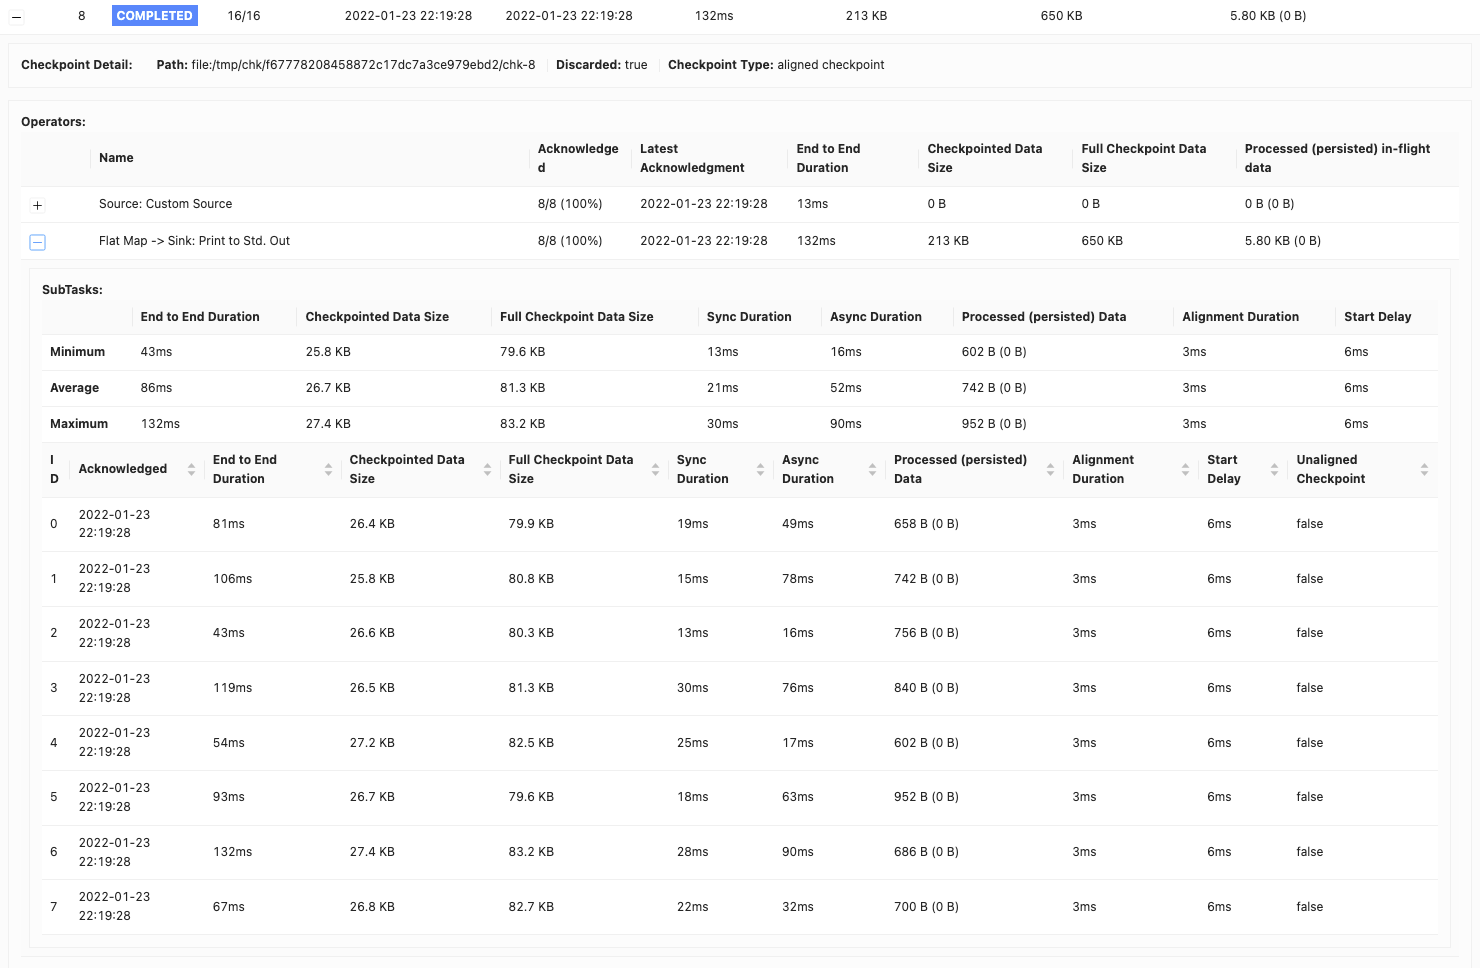 8 COMPLETED 16/16 2022-01-23 22:19:28 2022-01-23 22:19:28 132ms 213 KB 650 KB 5.80 KB (0 B)
Checkpoint Detail: Path: file:/tmp/chk/f67778208458872c17dc7a3ce979ebd2/chk-8 Discarded: true Checkpoint Type: aligned checkpoint
Operators:
Name Acknowledge
d Latest
Acknowledgment End to End
Duration Checkpointed Data
Size Full Checkpoint Data
Size Processed (persisted) in-flight
data
Source: Custom Source 8/8 (100%) 2022-01-23 22:19:28 13ms 0 B 0 B 0 B (0 B)
Flat Map -> Sink: Print to Std. Out 8/8 (100%) 2022-01-23 22:19:28 132ms 213 KB 650 KB 5.80 KB (0 B)
SubTasks:
End to End Duration Checkpointed Data Size Full Checkpoint Data Size Sync Duration Async Duration Processed (persisted) Data Alignment Duration Start Delay
Minimum 43ms 25.8 KB 79.6 KB 13ms 16ms 602 B (0 B) 3ms 6ms
Average 86ms 26.7 KB 81.3 KB 21ms 52ms 742 B (0 B) 3ms 6ms
Maximum 132ms 27.4 KB 83.2 KB 30ms 90ms 952 B (0 B) 3ms 6ms
I
D Acknowledged End to End
Duration Checkpointed Data
Size Full Checkpoint Data
Size Sync
Duration Async
Duration Processed (persisted)
Data Alignment
Duration Start
Delay Unaligned
Checkpoint
0 2022-01-23
22:19:28 81ms 26.4 KB 79.9 KB 19ms 49ms 658 B (0 B) 3ms 6ms false
1 2022-01-23
22:19:28 106ms 25.8 KB 80.8 KB 15ms 78ms 742 B (0 B) 3ms 6ms false
2 2022-01-23
22:19:28 43ms 26.6 KB 80.3 KB 13ms 16ms 756 B (0 B) 3ms 6ms false
3 2022-01-23
22:19:28 119ms 26.5 KB 81.3 KB 30ms 76ms 840 B (0 B) 3ms 6ms false
4 2022-01-23
22:19:28 54ms 27.2 KB 82.5 KB 25ms 17ms 602 B (0 B) 3ms 6ms false
5 2022-01-23
22:19:28 93ms 26.7 KB 79.6 KB 18ms 63ms 952 B (0 B) 3ms 6ms false
6 2022-01-23
22:19:28 132ms 27.4 KB 83.2 KB 28ms 90ms 686 B (0 B) 3ms 6ms false
7 2022-01-23
22:19:28 67ms 26.8 KB 82.7 KB 22ms 32ms 700 B (0 B) 3ms 6ms false